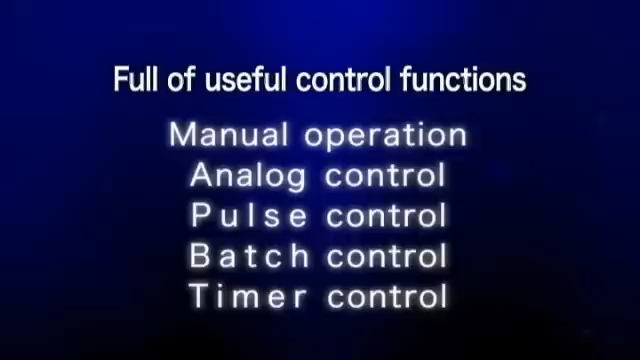 Full of useful control functions
Manual operation
Analog control
Pulse control
Batch control
Timer control